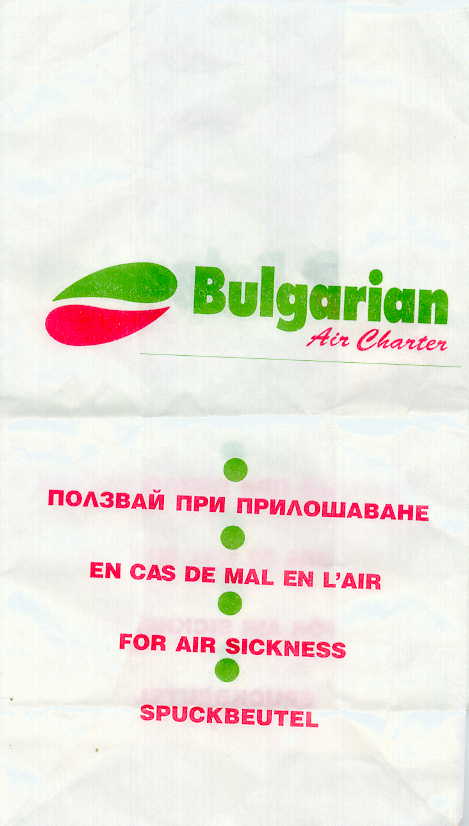 Bulgarian
Air Charter
ПОЛЗВАЙ ПРИ ПРИЛОШАВАНЕ
EN CAS DE MAL EN L'AIR
FOR AIR SICKNESS
SPUCKBEUTEL